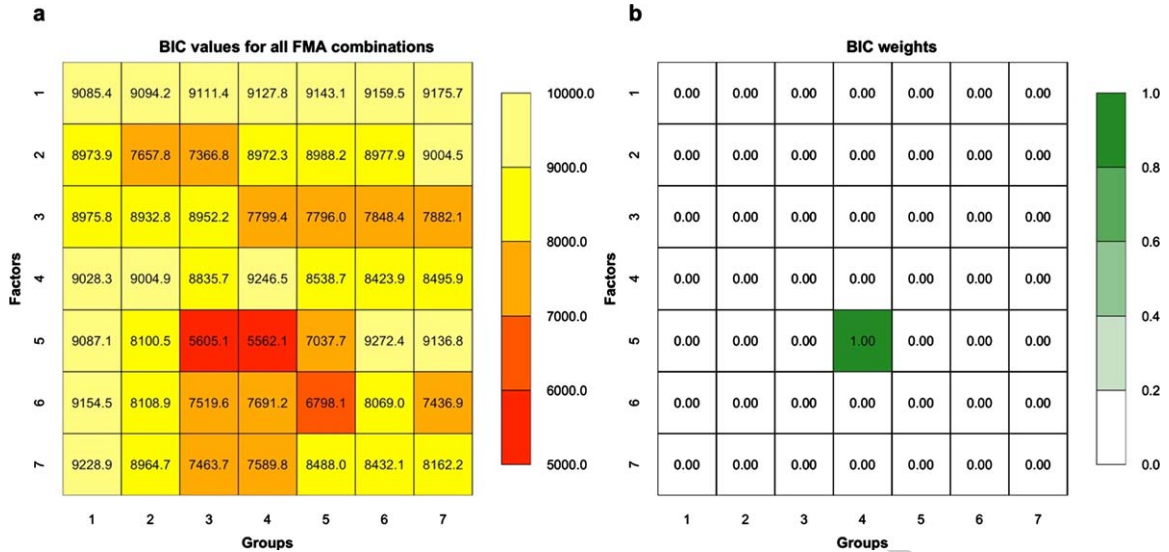 a
BIC values for all FMA combinations
Factors
1 9085.4 9094.2 9111.4 9127.8 9143.1 9159.5 9175.7
2 8973.9 7657.8 7366.8 8972.3 8988.2 8977.9 9004.5
3 8975.8 8932.8 8952.2 7799.4 7796.0 7848.4 7882.1
4 9028.3 9004.9 8835.7 9246.5 8538.7 8423.9 8495.9
5 9087.1 8100.5 5605.1 5562.1 7037.7 9272.4 9136.8
6 9154.5 8108.9 7519.6 7691.2 6798.1 8069.0 7436.9
7 9228.9 8964.7 7463.7 7589.8 8488.0 8432.1 8162.2
1 2 3 4 5 6 7
Groups
10000.0
9000.0
8000.0
7000.0
6000.0
5000.0
b
BIC weights
Factors
1 0.00 0.00 0.00 0.00 0.00 0.00 0.00
2 0.00 0.00 0.00 0.00 0.00 0.00 0.00
3 0.00 0.00 0.00 0.00 0.00 0.00 0.00
4 0.00 0.00 0.00 0.00 0.00 0.00 0.00
5 0.00 0.00 0.00 1.00 0.00 0.00 0.00
6 0.00 0.00 0.00 0.00 0.00 0.00 0.00
7 0.00 0.00 0.00 0.00 0.00 0.00 0.00
1 2 3 4 5 6 7
Groups
1.0
0.8
0.6
0.4
0.2
0.0